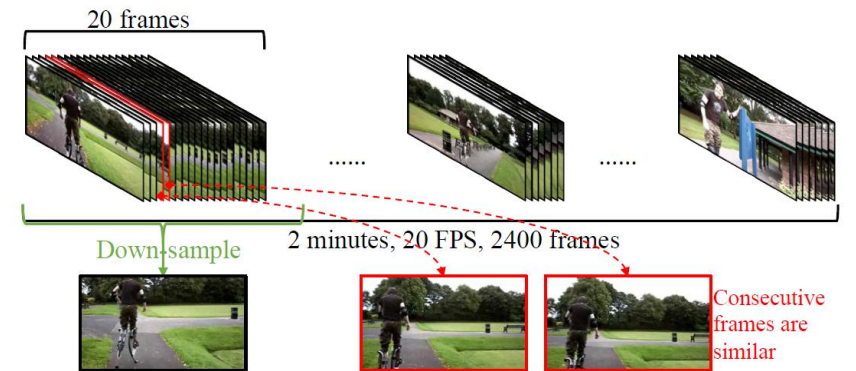 20 frames
......
......
2 minutes, 20 FPS, 2400 frames
Down-sample
Consecutive
frames are
similar